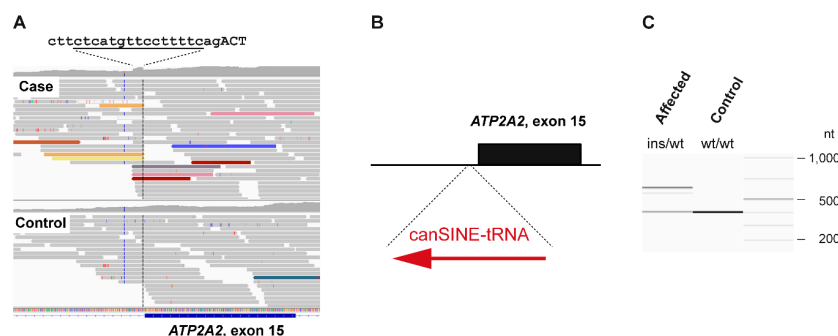 A
cttctcatgttccttttcagACT
Case
Control
ATP2A2, exon 15
B
ATP2A2, exon 15
canSINE-tRNA
C
Affected
Control
nt
ins/wt
wt/wt
1,000
500
200